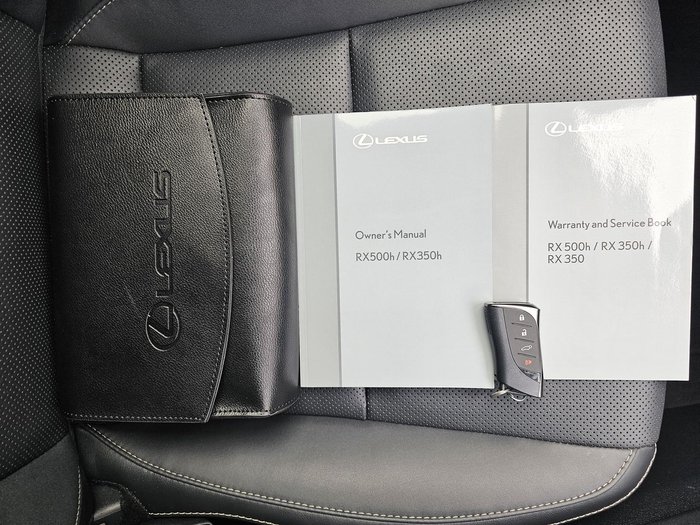 LEXUS
LEXUS
Owner's Manual
RX500h / RX350h
LEXUS
Warranty and Service Book
RX 500h / RX 350h /
RX 350